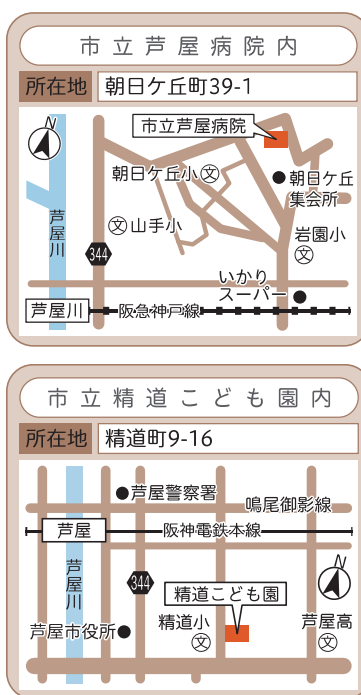 市立芦屋病院内
所在地 朝日ケ丘町39-1
N
市立芦屋病院
朝日ケ丘小 文
朝日ケ丘
集会所
芦屋川
文 山手小
岩園小
文
344
いかり
スーパー
芦屋川 阪急神戸線
市立精道こども園内
所在地 精道町9-16
芦屋警察署
鳴尾御影線
芦屋 阪神電鉄本線
芦屋川
N
344
精道こども園
芦屋市役所
精道小
文
芦屋高
文